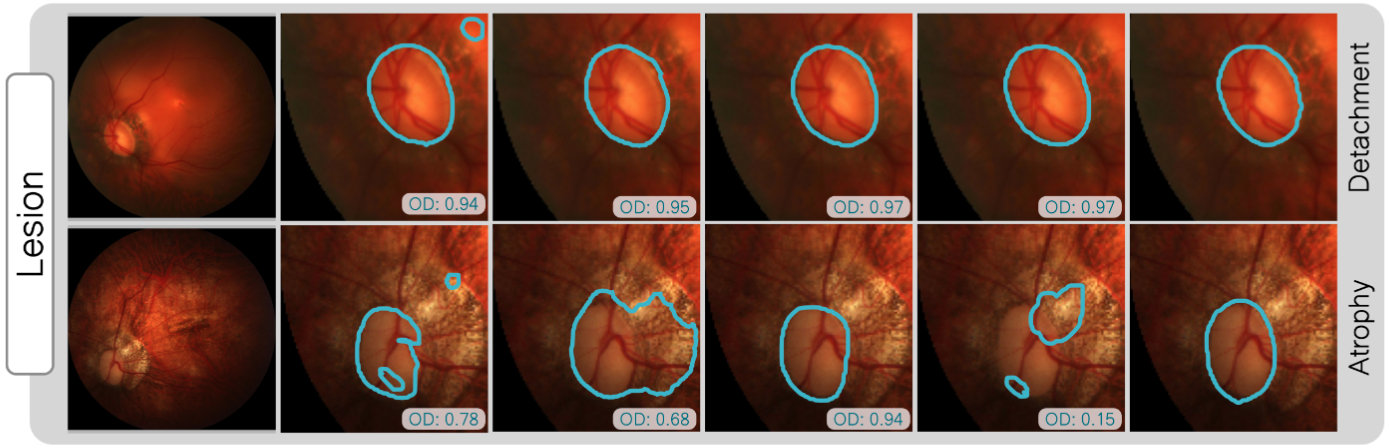 Lesion
OD: 0.94
OD: 0.95
OD: 0.97
OD: 0.97
Detachment
OD: 0.78
OD: 0.68
OD: 0.94
OD: 0.15
Atrophy